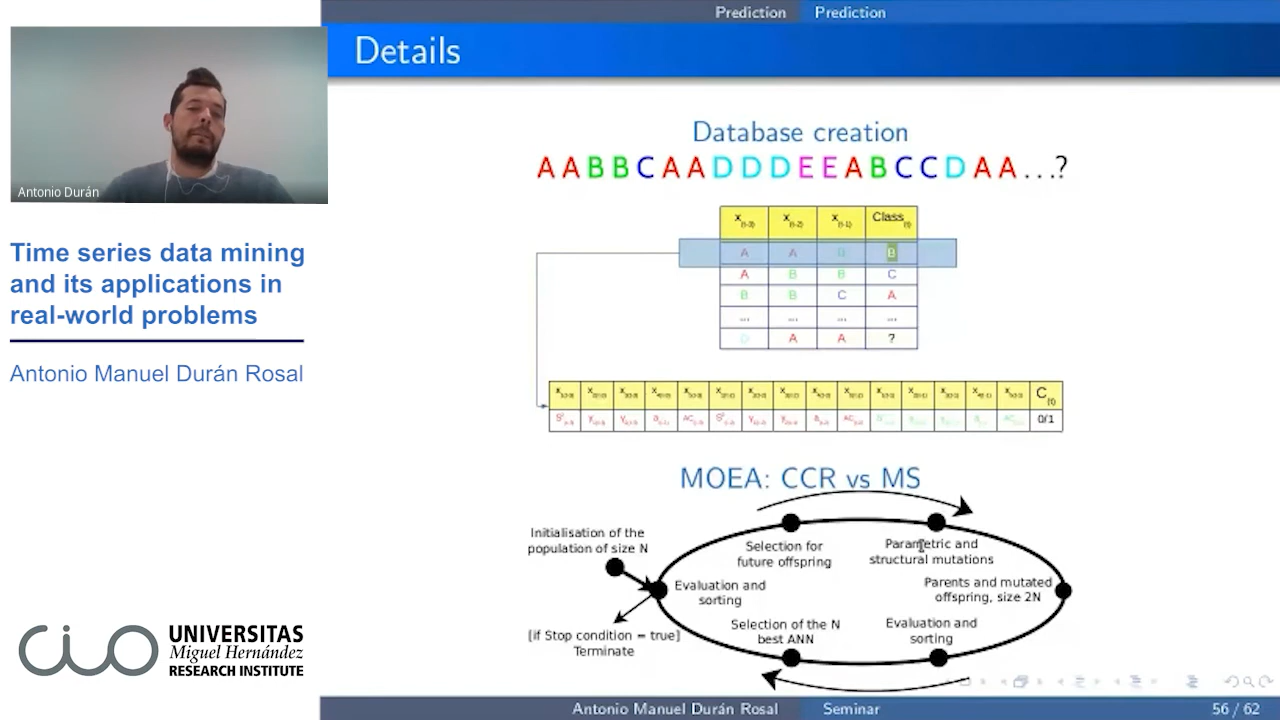 Prediction Prediction
Details
Antonio Durán
Time series data mining
and its applications in
real-world problems
Antonio Manuel Durán Rosal
CIO
UNIVERSITAS
Miguel Hernández
RESEARCH INSTITUTE
Database creation
A A B B C A A D D D E E A B C C D A A ...?
x(t-3) x(t-2) x(t-1) Class(t)
A A B B
A B B C
B B C A
... ... ... ...
D A A ?
C(t)
0/1
MOEA: CCR vs MS
Initialisation of the
population of size N
Selection for
future offspring
Parametric and
structural mutations
Evaluation and
sorting
Parents and mutated
offspring, size 2N
[if Stop condition = true]
Terminate
Selection of the N
best ANN
Evaluation and
sorting
Antonio Manuel Durán Rosal Seminar 56 / 62